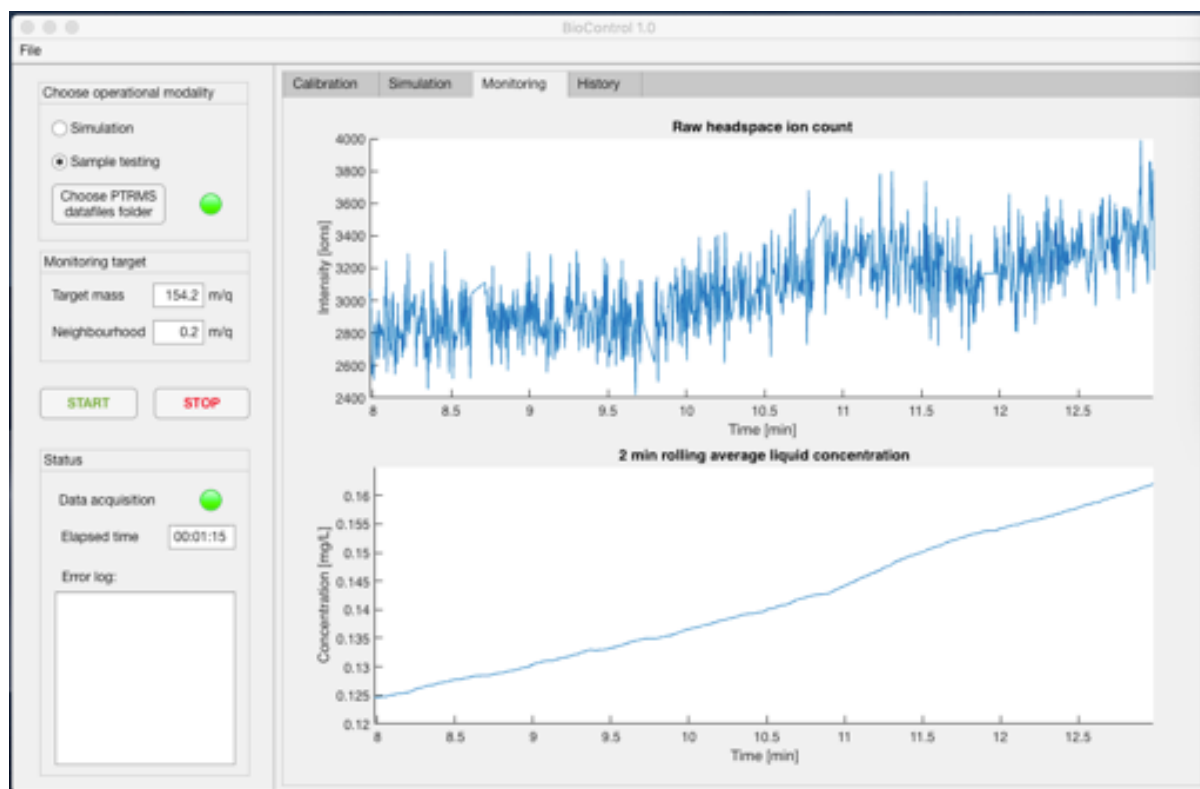 BioControl 1.0
File
Choose operational modality
Simulation
Sample testing
Choose PTRMS
datafiles folder
Monitoring target
Target mass 154.2 m/q
Neighbourhood 0.2 m/q
START STOP
Status
Data acquisition
Elapsed time 00:01:15
Error log:
Calibration Simulation Monitoring History
Raw headspace ion count
4000
3800
3600
3400
3200
3000
2800
2600
2400
Intensity [ions]
8 8.5 9 9.5 10 10.5 11 11.5 12 12.5
Time [min]
2 min rolling average liquid concentration
0.16
0.155
0.15
0.145
0.14
0.135
0.13
0.125
0.12
Concentration [mg/L]
8 8.5 9 9.5 10 10.5 11 11.5 12 12.5
Time [min]